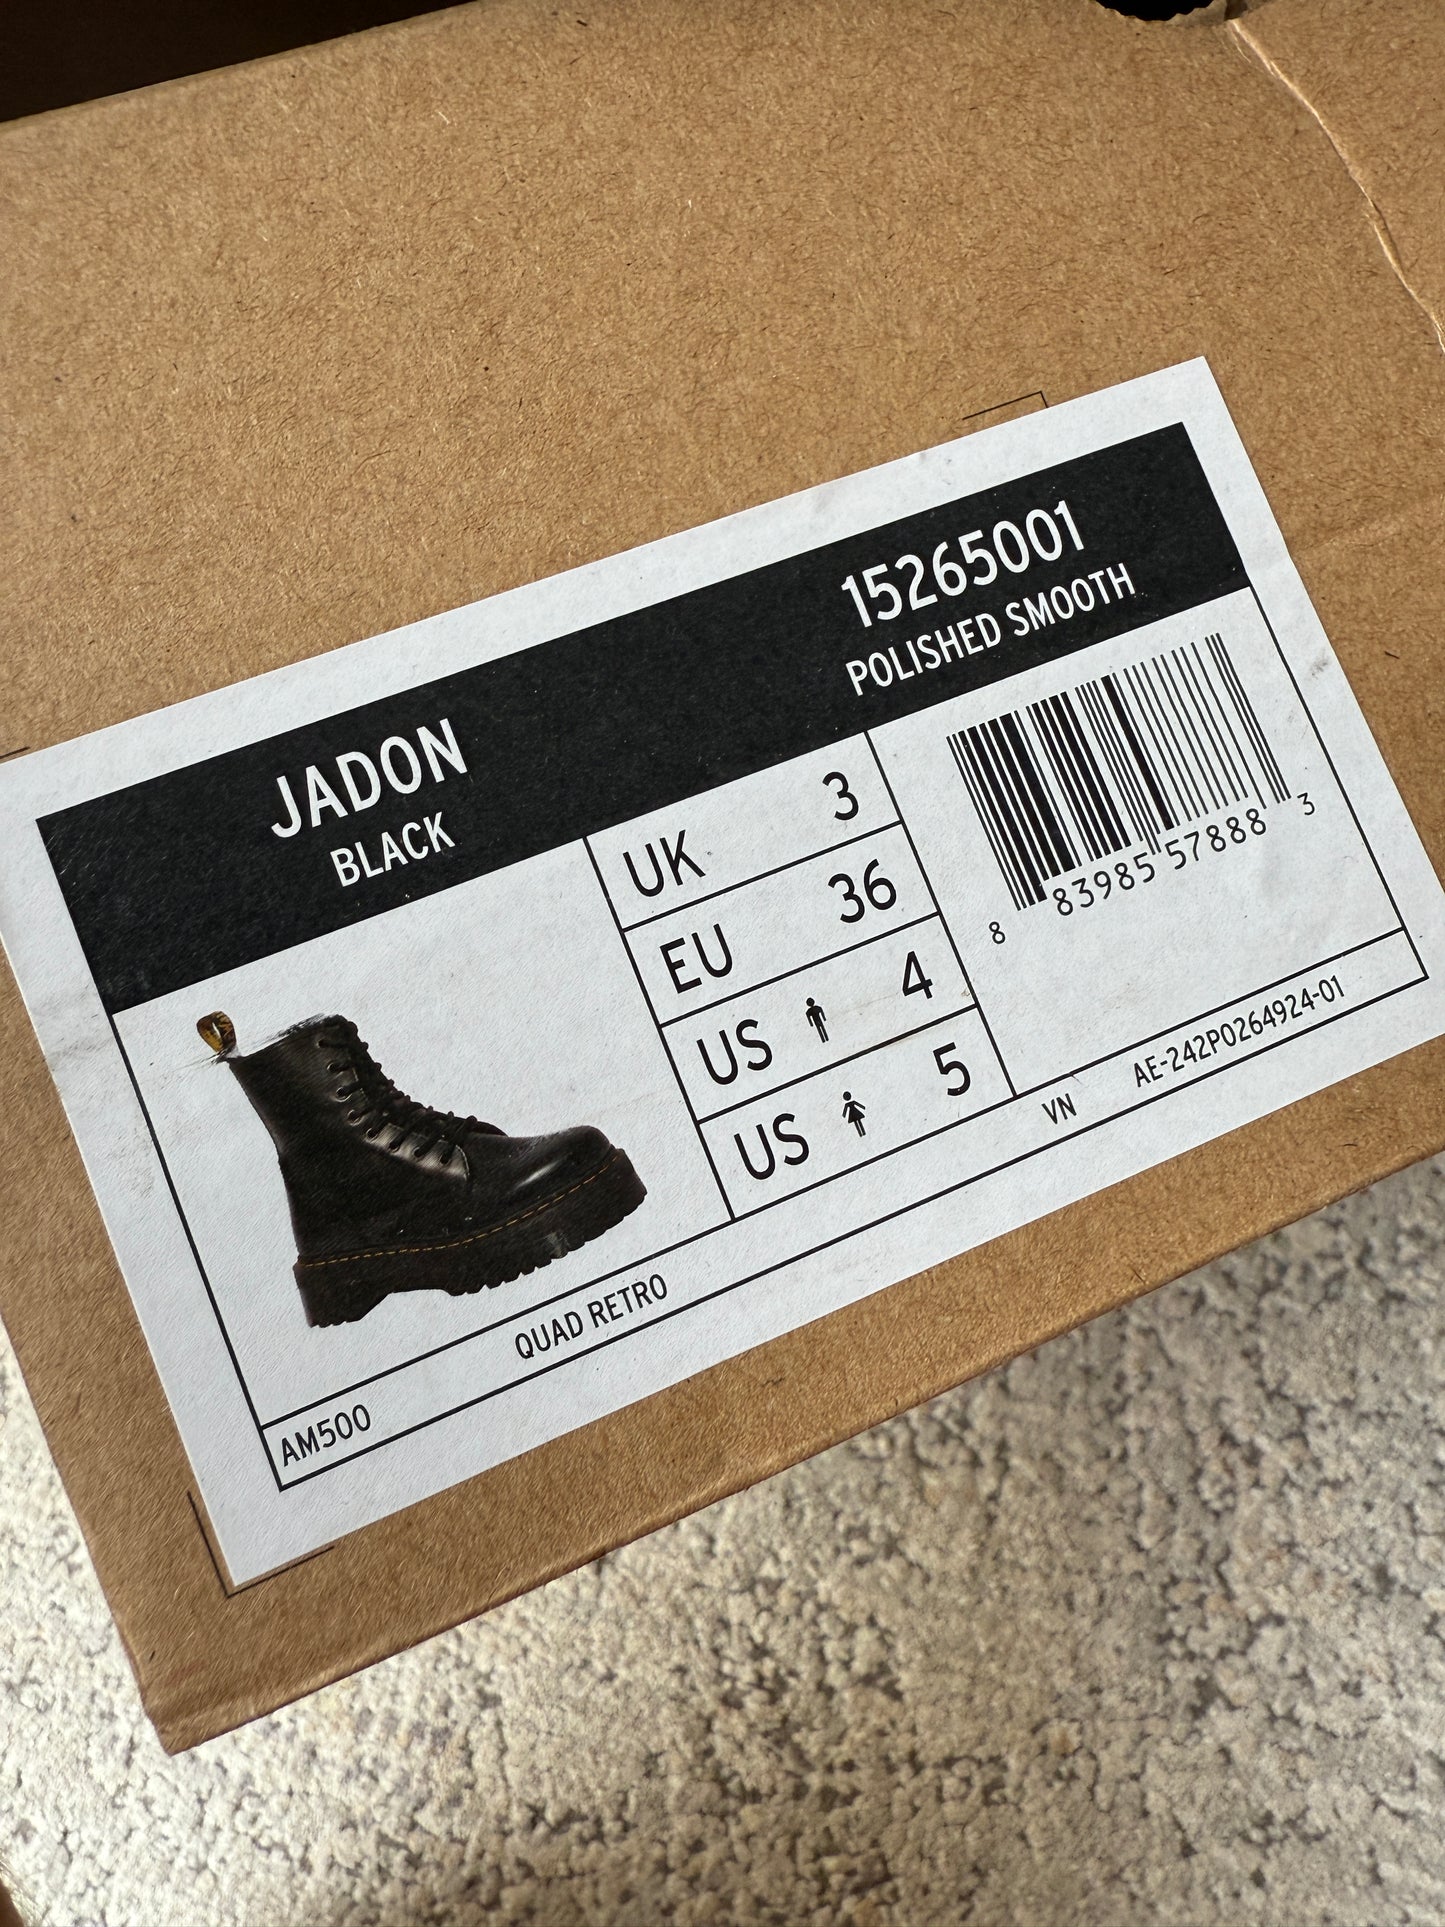 JADON
BLACK
15265001
POLISHED SMOOTH
UK 3
EU 36
US 4
US 5
8 83985 57888 3
AM500 QUAD RETRO VN AE-242P0264924-01